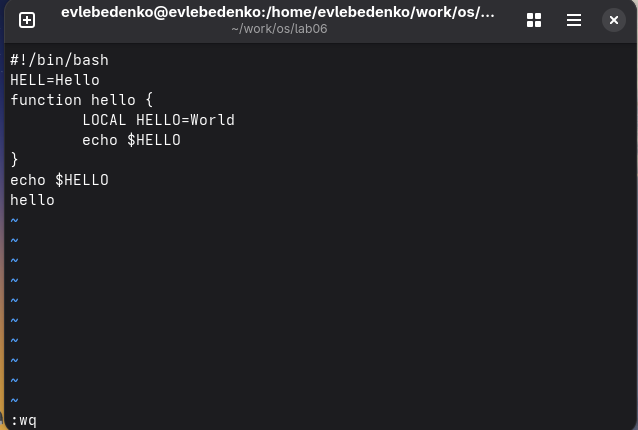 evlebedenko@evlebedenko:/home/evlebedenko/work/os/...
~/work/os/lab06
#!/bin/bash
HELL=Hello
function hello {
        LOCAL HELLO=World
        echo $HELLO
}
echo $HELLO
hello
~
~
~
~
~
~
~
~
~
~
:wq